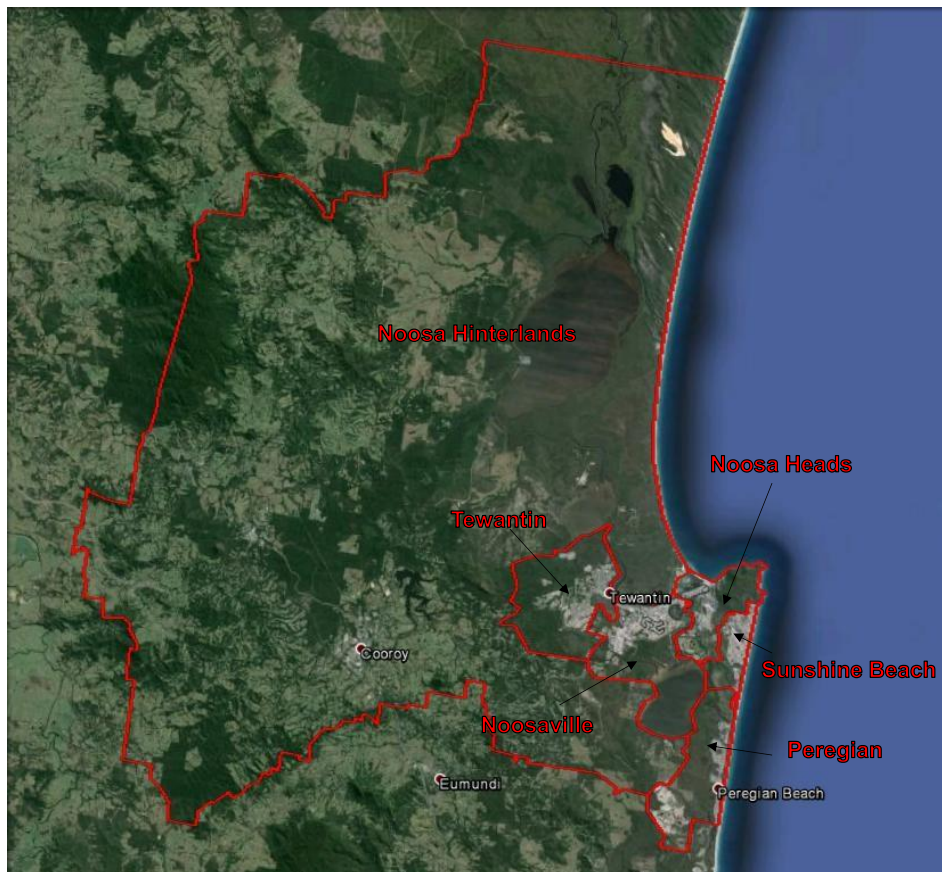 Noosa Hinterlands
Noosa Heads
Tewantin
Tewantin
Cooroy
Sunshine Beach
Noosaville
Peregian
Eumundi
Peregian Beach